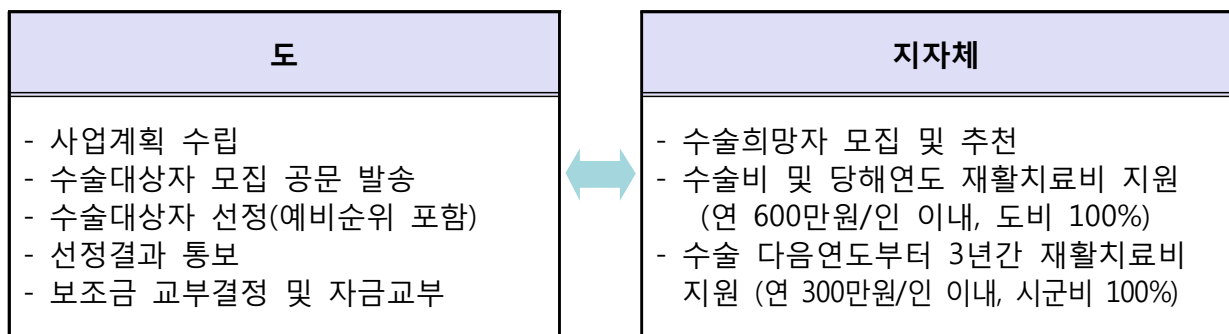 도
- 사업계획 수립
- 수술대상자 모집 공문 발송
- 수술대상자 선정(예비순위 포함)
- 선정결과 통보
- 보조금 교부결정 및 자금교부
지자체
- 수술희망자 모집 및 추천
- 수술비 및 당해연도 재활치료비 지원
(연 600만원/인 이내, 도비 100%)
- 수술 다음연도부터 3년간 재활치료비
지원 (연 300만원/인 이내, 시군비 100%)